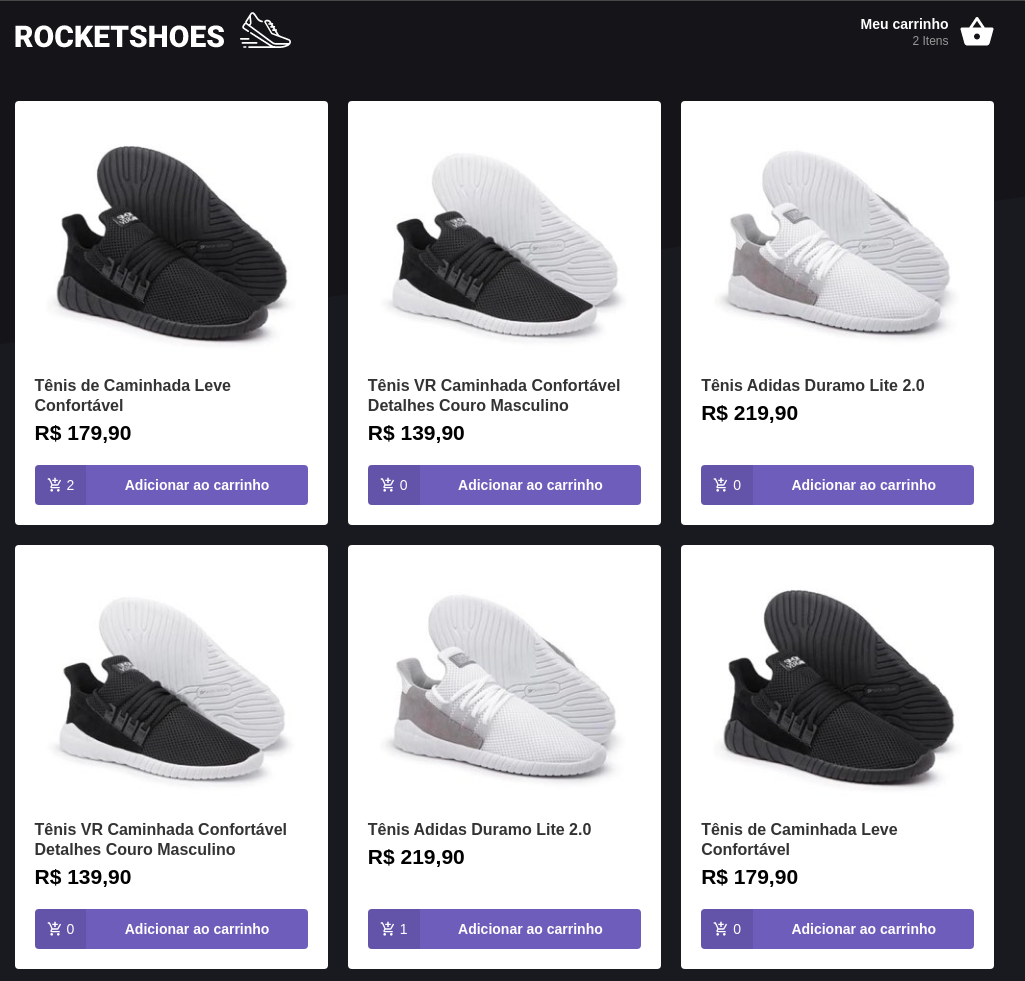 ROCKETSHOES
Meu carrinho
2 Itens
Tênis de Caminhada Leve
Confortável
R$ 179,90
2 Adicionar ao carrinho
Tênis VR Caminhada Confortável
Detalhes Couro Masculino
R$ 139,90
0 Adicionar ao carrinho
Tênis Adidas Duramo Lite 2.0
R$ 219,90
0 Adicionar ao carrinho
Tênis VR Caminhada Confortável
Detalhes Couro Masculino
R$ 139,90
0 Adicionar ao carrinho
Tênis Adidas Duramo Lite 2.0
R$ 219,90
1 Adicionar ao carrinho
Tênis de Caminhada Leve
Confortável
R$ 179,90
0 Adicionar ao carrinho